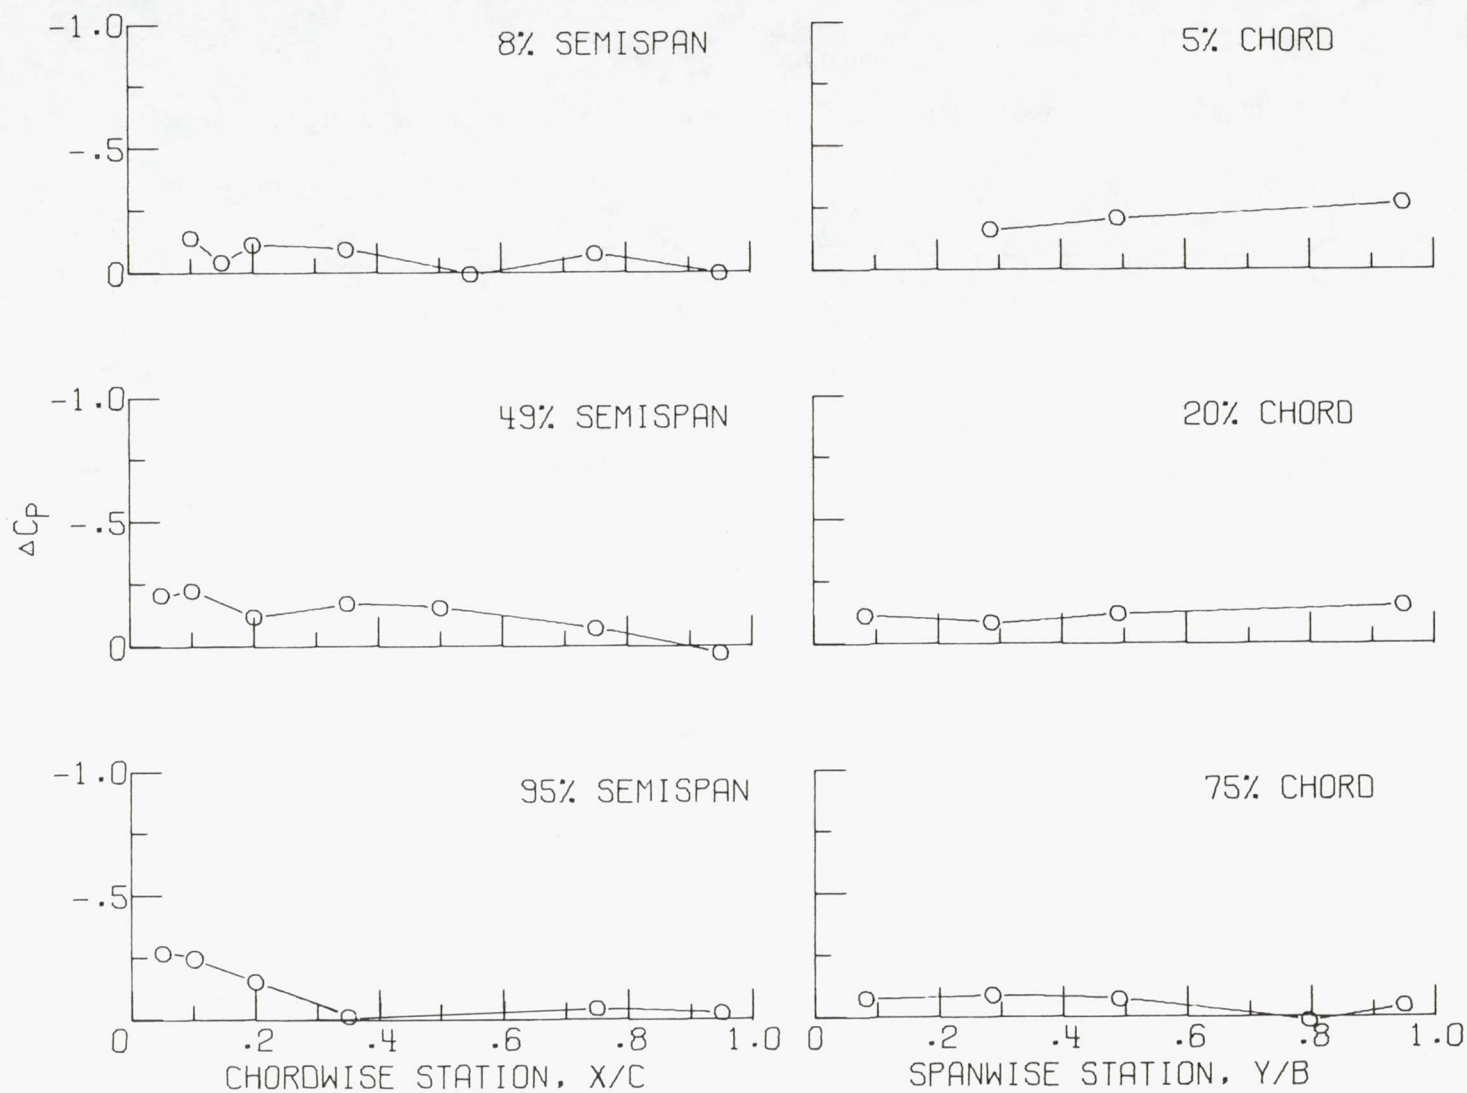 -1.0
8% SEMISPAN
5% CHORD
-.5
0
-1.0
49% SEMISPAN
20% CHORD
ΔCP
-.5
0
-1.0
95% SEMISPAN
75% CHORD
-.5
0 .2 .4 .6 .8 1.0
0 .2 .4 .6 .8 1.0
CHORDWISE STATION, X/C
SPANWISE STATION, Y/B